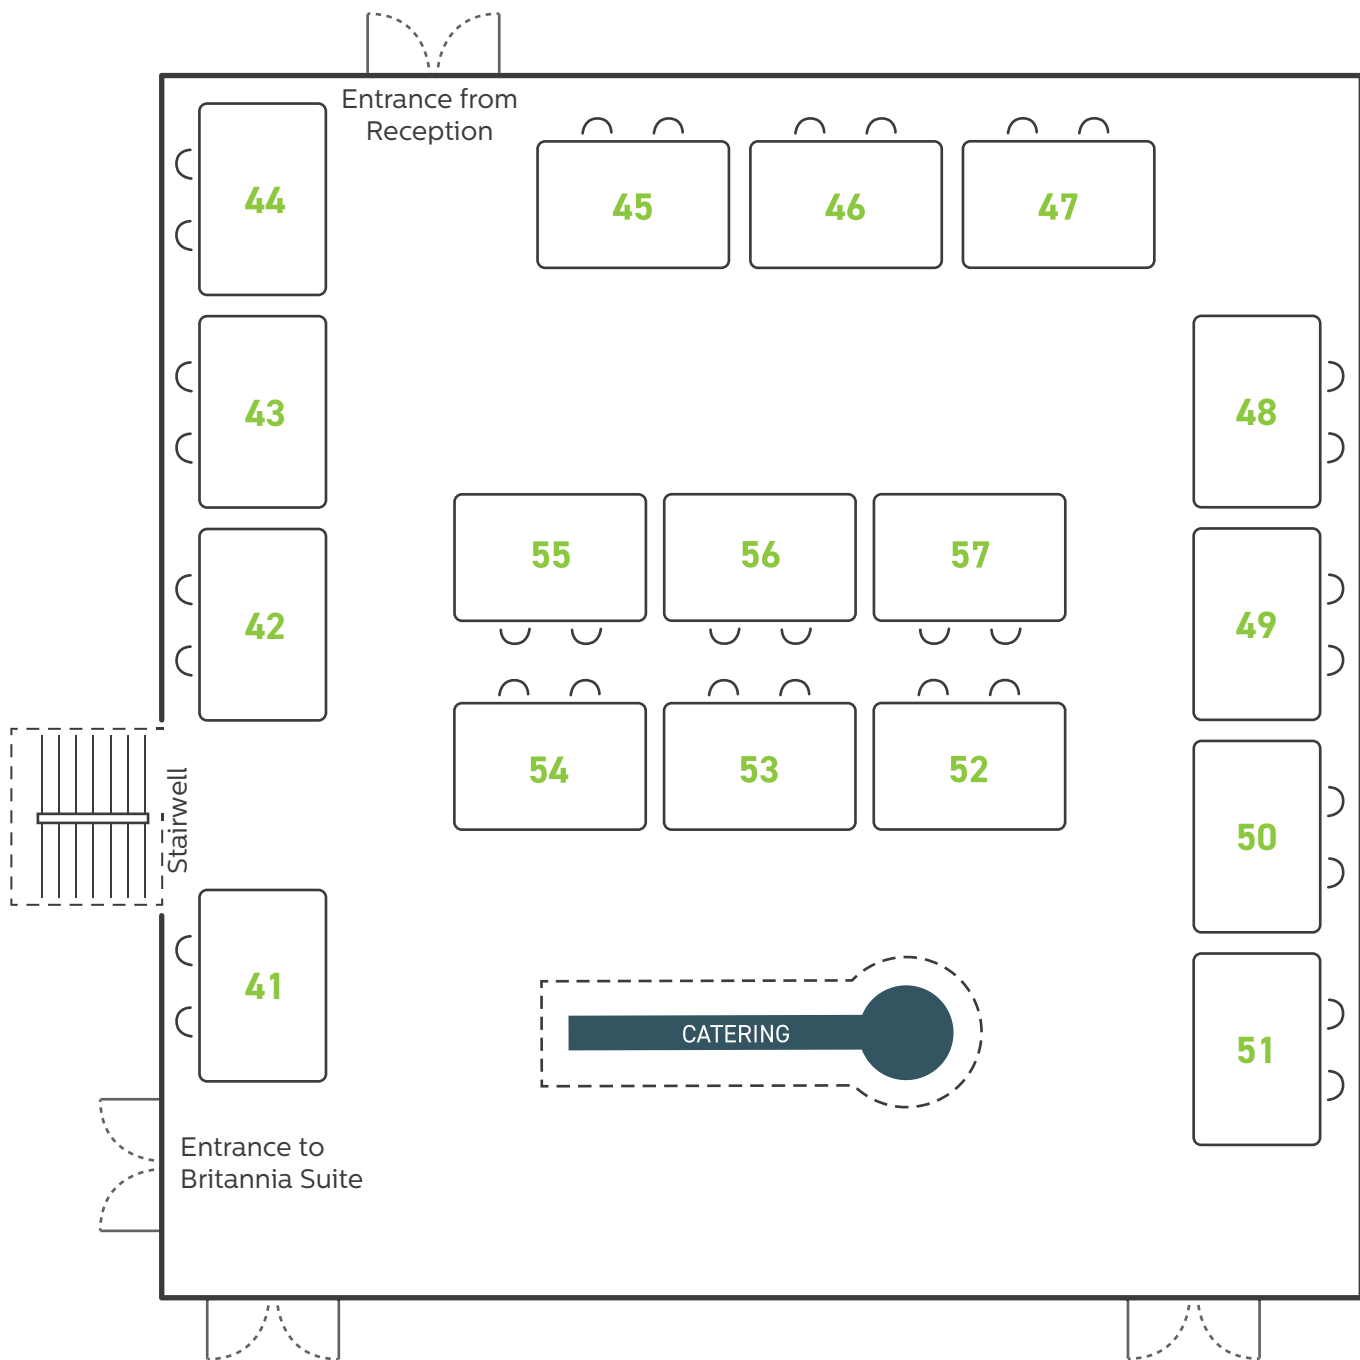 Entrance from
Reception
44
45
46
47
43
48
55
56
57
42
49
54
53
52
Stairwell
50
41
CATERING
51
Entrance to
Britannia Suite